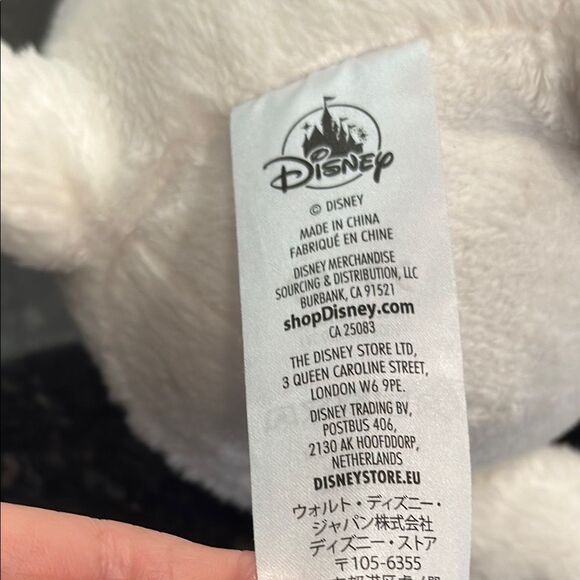 Disney
© DISNEY
MADE IN CHINA
FABRIQUÉ EN CHINE
DISNEY MERCHANDISE
SOURCING & DISTRIBUTION, LLC
BURBANK, CA 91521
shopDisney.com
CA 25083
THE DISNEY STORE LTD,
3 QUEEN CAROLINE STREET,
LONDON W6 9PE.
DISNEY TRADING BV,
POSTBUS 406,
2130 AK HOOFDDORP,
NETHERLANDS
DISNEYSTORE.EU
ウォルト・ディズニー・
ジャパン株式会社
ディズニー・ストア
〒105-6355